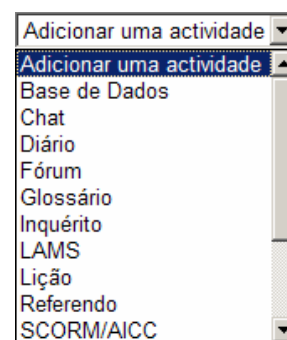 Adicionar uma actividade
Adicionar uma actividade
Base de Dados
Chat
Diário
Fórum
Glossário
Inquérito
LAMS
Lição
Referendo
SCORM/AICC